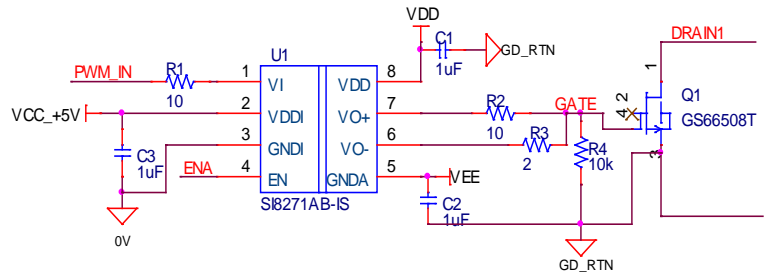 VDD
C1
1uF
GD_RTN
DRAIN1
U1
PWM_IN
R1
10
1
VI
VDD
8
VCC_+5V
2
VDDI
VO+
7
R2
10
GATE
4
2
1
3
Q1
GS66508T
C3
1uF
3
GNDI
VO-
6
R3
2
R4
10k
ENA
4
EN
GNDA
5
VEE
SI8271AB-IS
C2
1uF
0V
GD_RTN